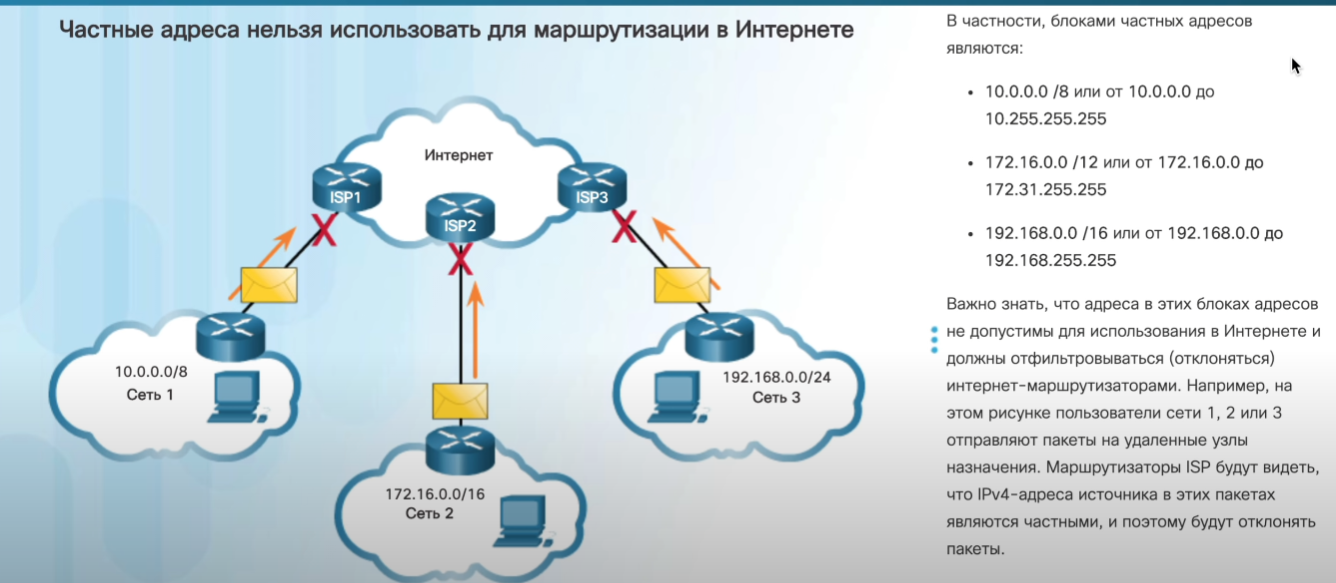 Частные адреса нельзя использовать для маршрутизации в Интернете
Интернет
ISP1
ISP2
ISP3
10.0.0.0/8
Сеть 1
172.16.0.0/16
Сеть 2
192.168.0.0/24
Сеть 3
В частности, блоками частных адресов
являются:
• 10.0.0.0 /8 или от 10.0.0.0 до
10.255.255.255
• 172.16.0.0 /12 или от 172.16.0.0 до
172.31.255.255
• 192.168.0.0 /16 или от 192.168.0.0 до
192.168.255.255
Важно знать, что адреса в этих блоках адресов
не допустимы для использования в Интернете и
должны отфильтровываться (отклоняться)
интернет-маршрутизаторами. Например, на
этом рисунке пользователи сети 1, 2 или 3
отправляют пакеты на удаленные узлы
назначения. Маршрутизаторы ISP будут видеть,
что IPv4-адреса источника в этих пакетах
являются частными, и поэтому будут отклонять
пакеты.